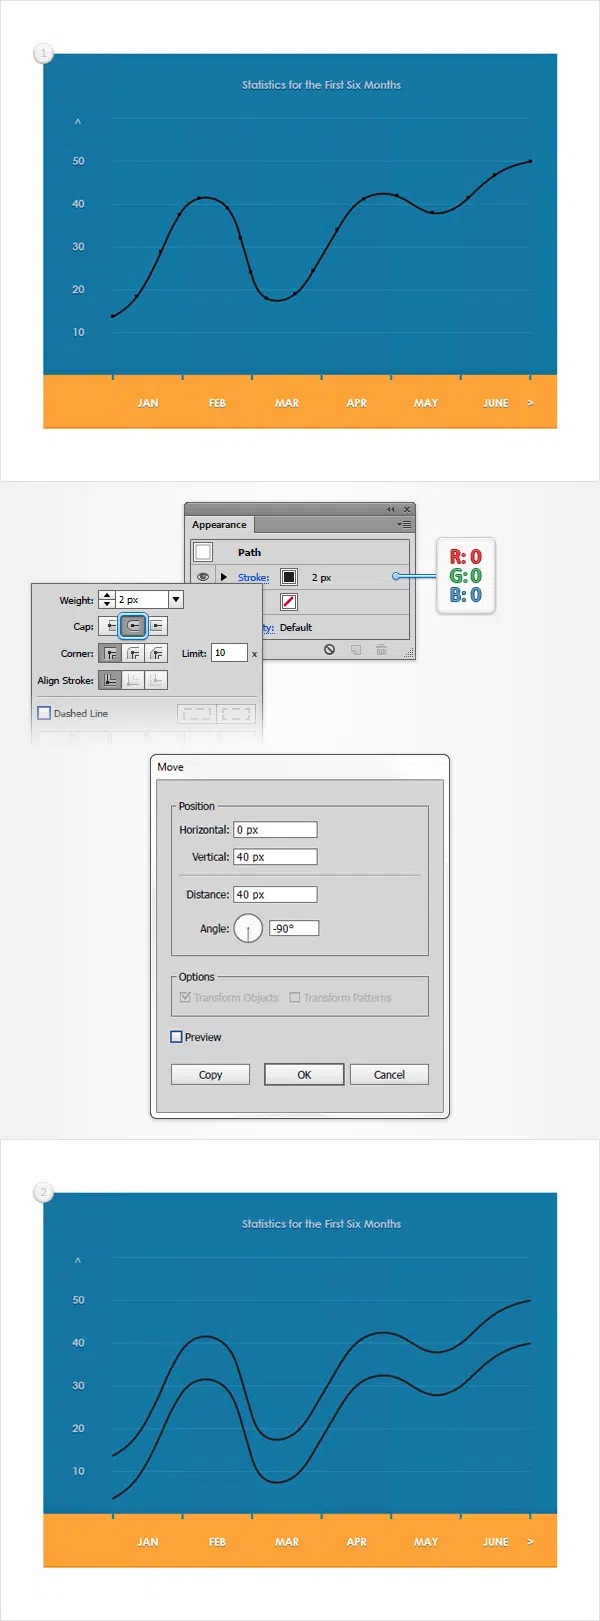 1
Statistics for the First Six Months
^
50
40
30
20
10
JAN FEB MAR APR MAY JUNE >
Appearance
Path
Stroke: 2 px
ty: Default
R: 0
G: 0
B: 0
Weight: 2 px
Cap:
Corner: Limit: 10 x
Align Stroke:
Dashed Line
Move
Position
Horizontal: 0 px
Vertical: 40 px
Distance: 40 px
Angle: -90°
Options
Transform Objects Transform Patterns
Preview
Copy OK Cancel
2
Statistics for the First Six Months
^
50
40
30
20
10
JAN FEB MAR APR MAY JUNE >